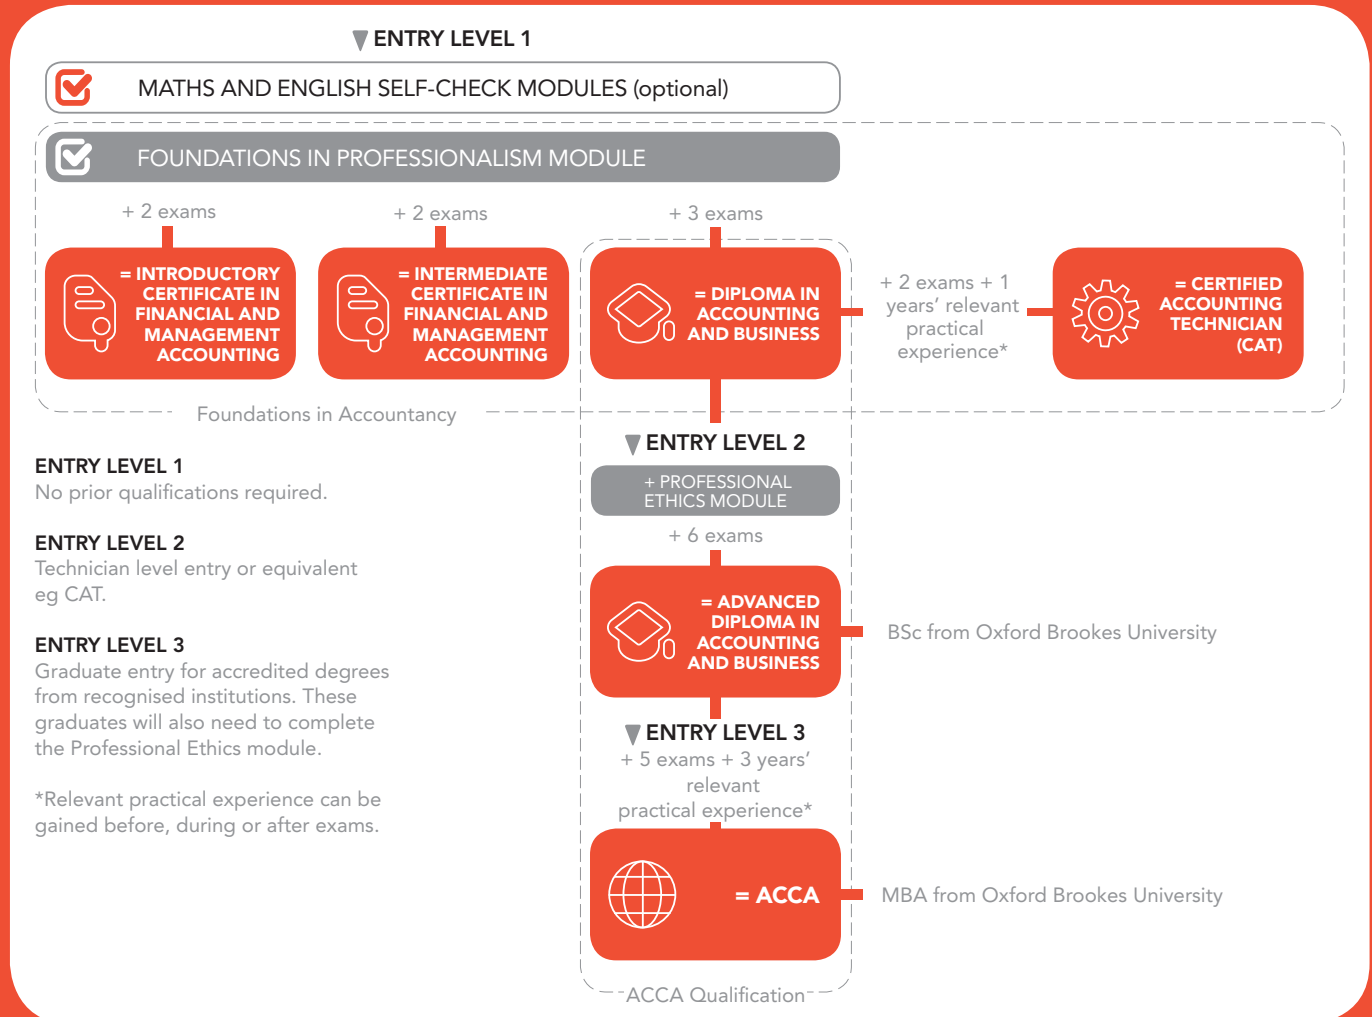 ENTRY LEVEL 1
MATHS AND ENGLISH SELF-CHECK MODULES (optional)
FOUNDATIONS IN PROFESSIONALISM MODULE
+ 2 exams
= INTRODUCTORY
CERTIFICATE IN
FINANCIAL AND
MANAGEMENT
ACCOUNTING
+ 2 exams
= INTERMEDIATE
CERTIFICATE IN
FINANCIAL AND
MANAGEMENT
ACCOUNTING
+ 3 exams
= DIPLOMA IN
ACCOUNTING
AND BUSINESS
+ 2 exams + 1
years’ relevant
practical
experience*
= CERTIFIED
ACCOUNTING
TECHNICIAN
(CAT)
Foundations in Accountancy
ENTRY LEVEL 1
No prior qualifications required.
ENTRY LEVEL 2
Technician level entry or equivalent
eg CAT.
ENTRY LEVEL 3
Graduate entry for accredited degrees
from recognised institutions. These
graduates will also need to complete
the Professional Ethics module.
*Relevant practical experience can be
gained before, during or after exams.
ENTRY LEVEL 2
+ PROFESSIONAL
ETHICS MODULE
+ 6 exams
= ADVANCED
DIPLOMA IN
ACCOUNTING
AND BUSINESS
BSc from Oxford Brookes University
ENTRY LEVEL 3
+ 5 exams + 3 years’
relevant
practical experience*
= ACCA
MBA from Oxford Brookes University
ACCA Qualification